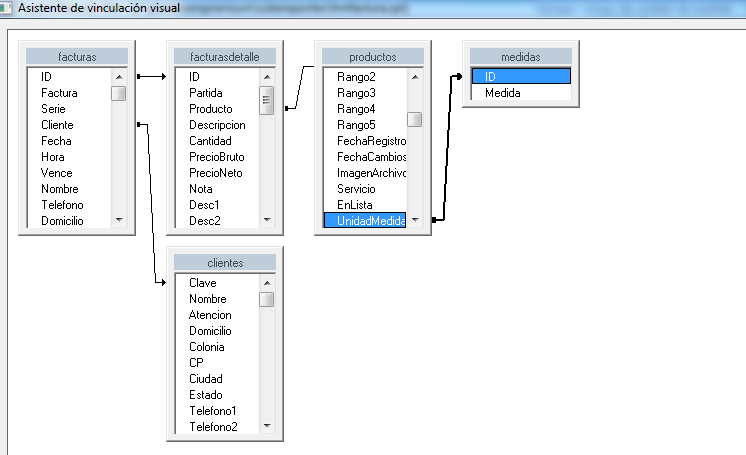 Asistente de vinculación visual
facturas
ID
Factura
Serie
Cliente
Fecha
Hora
Vence
Nombre
Telefono
Domicilio
facturasdetalle
ID
Partida
Producto
Descripcion
Cantidad
PrecioBruto
PrecioNeto
Nota
Desc1
Desc2
productos
Rango2
Rango3
Rango4
Rango5
FechaRegistro
FechaCambios
ImagenArchivo
Servicio
EnLista
UnidadMedida
medidas
ID
Medida
clientes
Clave
Nombre
Atencion
Domicilio
Colonia
CP
Ciudad
Estado
Telefono1
Telefono2